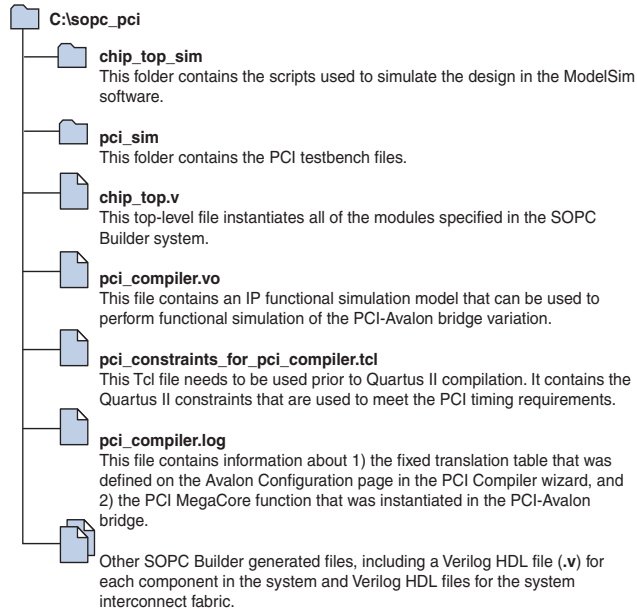 C:\sopc_pci
chip_top_sim
This folder contains the scripts used to simulate the design in the ModelSim
software.
pci_sim
This folder contains the PCI testbench files.
chip_top.v
This top-level file instantiates all of the modules specified in the SOPC
Builder system.
pci_compiler.vo
This file contains an IP functional simulation model that can be used to
perform functional simulation of the PCI-Avalon bridge variation.
pci_constraints_for_pci_compiler.tcl
This Tcl file needs to be used prior to Quartus II compilation. It contains the
Quartus II constraints that are used to meet the PCI timing requirements.
pci_compiler.log
This file contains information about 1) the fixed translation table that was
defined on the Avalon Configuration page in the PCI Compiler wizard, and
2) the PCI MegaCore function that was instantiated in the PCI-Avalon
bridge.
Other SOPC Builder generated files, including a Verilog HDL file (.v) for
each component in the system and Verilog HDL files for the system
interconnect fabric.